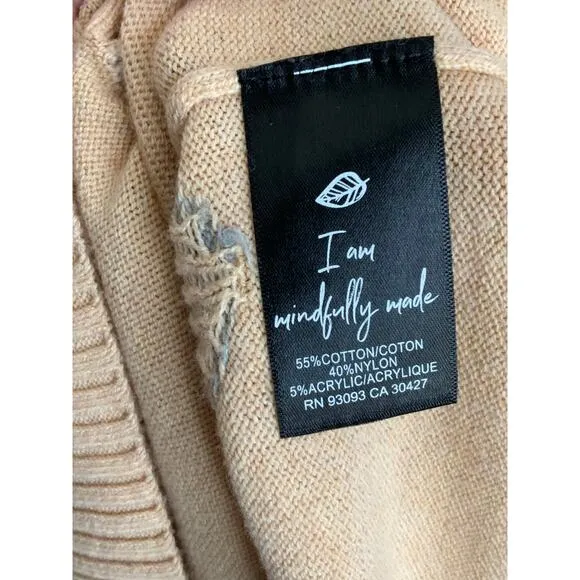 I am
mindfully made
55%COTTON/COTON
40%NYLON
5%ACRYLIC/ACRYLIQUE
RN 93093 CA 30427